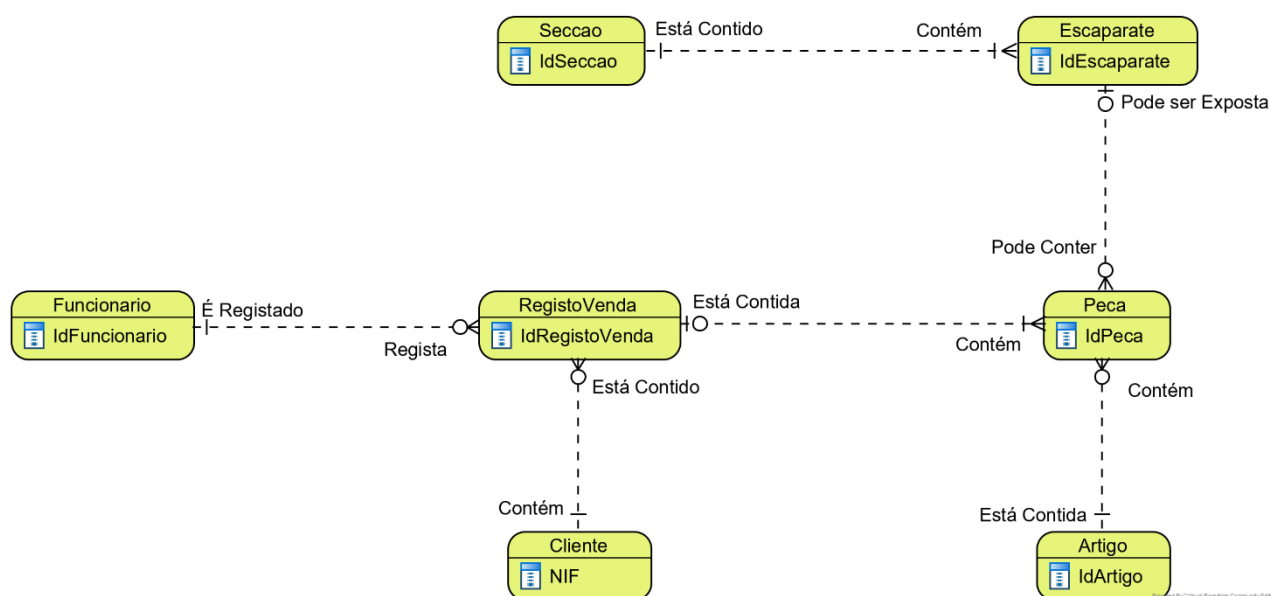 Seccao
IdSeccao
Está Contido
Contém
Escaparate
IdEscaparate
Pode ser Exposta
Pode Conter
Funcionario
IdFuncionario
É Registado
Regista
RegistoVenda
IdRegistoVenda
Está Contida
Contém
Peca
IdPeca
Está Contido
Contém
Contém
Está Contida
Cliente
NIF
Artigo
IdArtigo